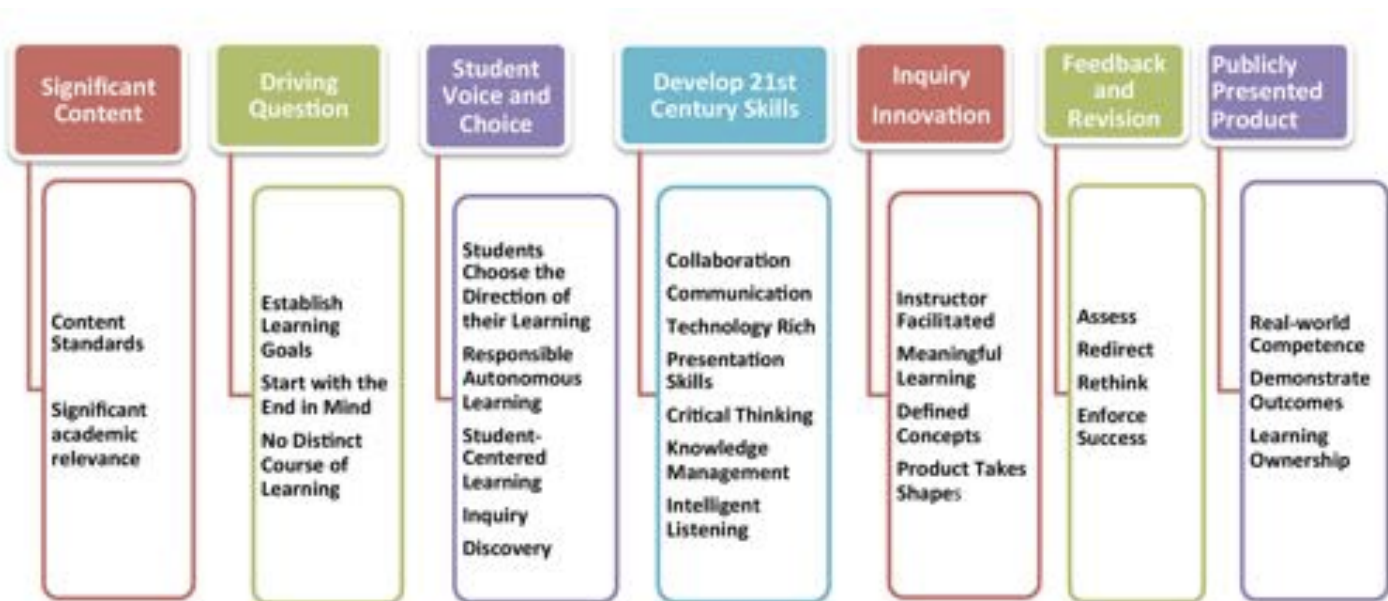 Significant
Content
Content
Standards
Significant
academic
relevance
Driving
Question
Establish
Learning
Goals
Start with the
End in Mind
No Distinct
Course of
Learning
Student
Voice and
Choice
Students
Choose the
Direction of
their Learning
Responsible
Autonomous
Learning
Student-
Centered
Learning
Inquiry
Discovery
Develop 21st
Century Skills
Collaboration
Communication
Technology Rich
Presentation
Skills
Critical Thinking
Knowledge
Management
Intelligent
Listening
Inquiry
Innovation
Instructor
Facilitated
Meaningful
Learning
Defined
Concepts
Product Takes
Shapes
Feedback
and
Revision
Assess
Redirect
Rethink
Enforce
Success
Publicly
Presented
Product
Real-world
Competence
Demonstrate
Outcomes
Learning
Ownership